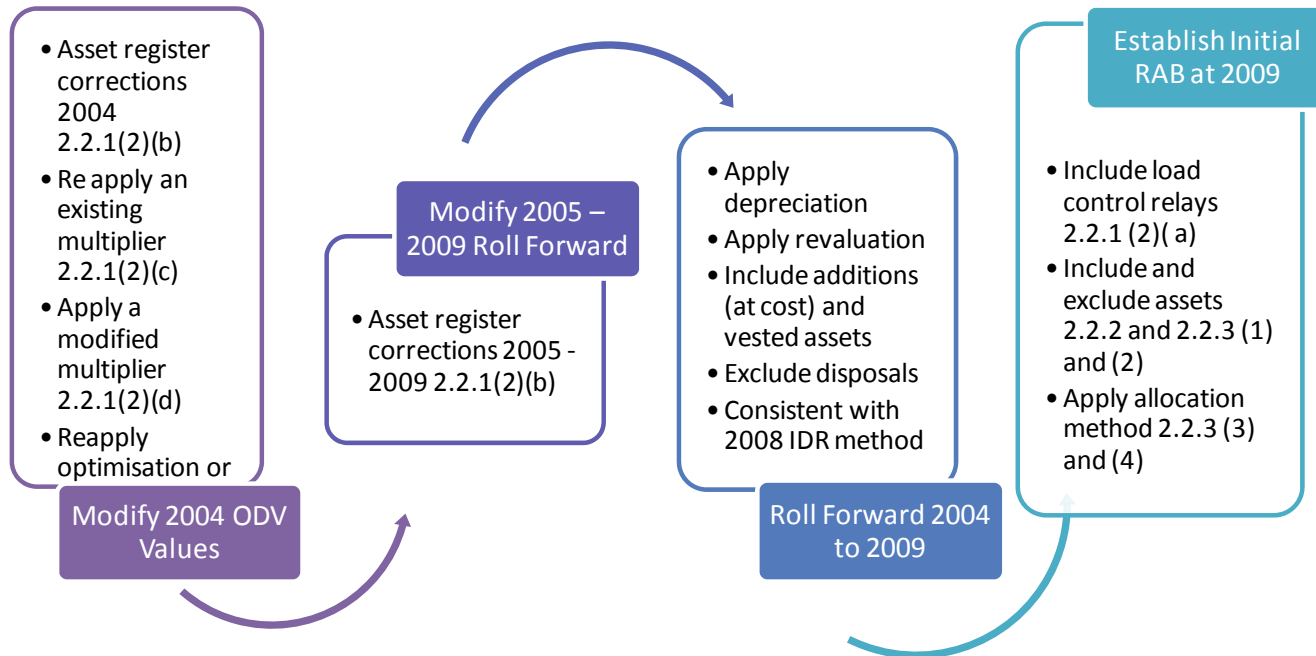 • Asset register
corrections
2004
2.2.1(2)(b)
• Re apply an
existing
multiplier
2.2.1(2)(c)
• Apply a
modified
multiplier
2.2.1(2)(d)
• Reapply
optimisation or
Modify 2004 ODV
Values
Modify 2005 –
2009 Roll Forward
• Asset register
corrections 2005 -
2009 2.2.1(2)(b)
• Apply
depreciation
• Apply revaluation
• Include additions
(at cost) and
vested assets
• Exclude disposals
• Consistent with
2008 IDR method
Roll Forward 2004
to 2009
Establish Initial
RAB at 2009
• Include load
control relays
2.2.1 (2)( a)
• Include and
exclude assets
2.2.2 and 2.2.3 (1)
and (2)
• Apply allocation
method 2.2.3 (3)
and (4)